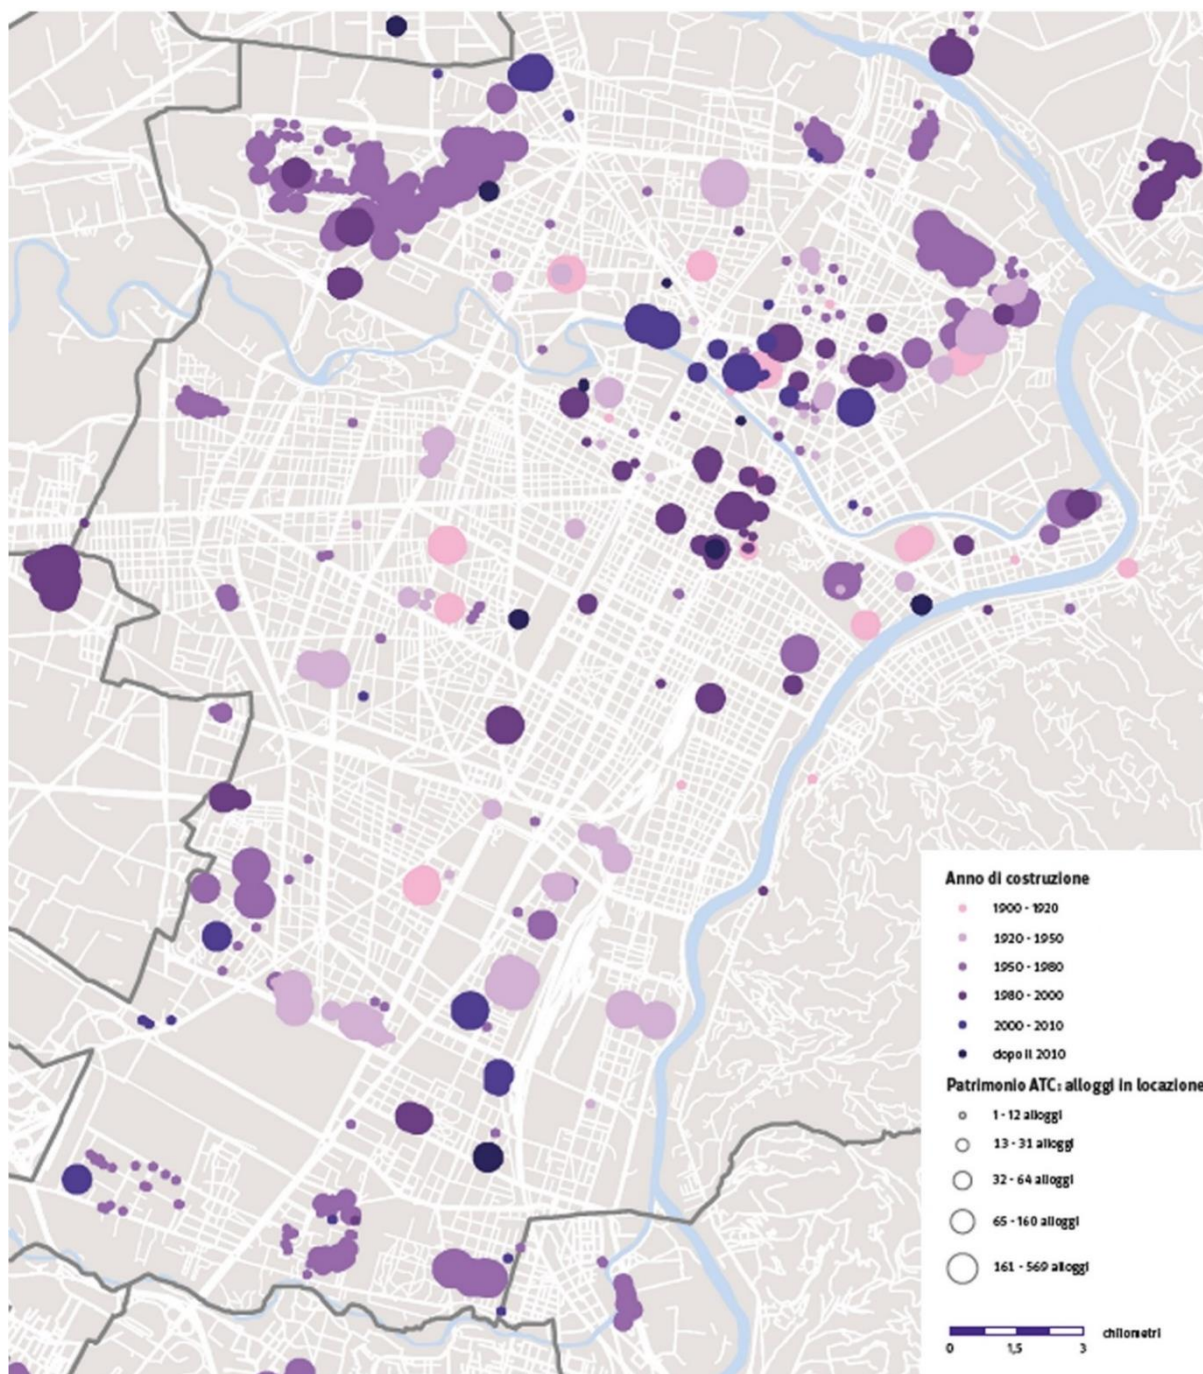 Anno di costruzione
1900 - 1920
1920 - 1950
1950 - 1980
1980 - 2000
2000 - 2010
dopo il 2010
Patrimonio ATC: alloggi in locazione
1 - 12 alloggi
13 - 31 alloggi
32 - 64 alloggi
65 - 160 alloggi
161 - 569 alloggi
chilometri
0 1,5 3